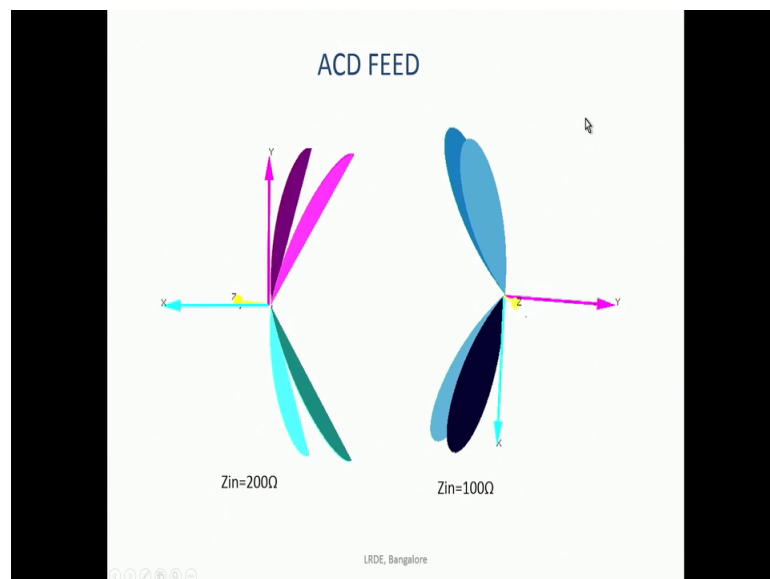 ACD FEED
Y
X
Z
Z
Y
X
Zin=200Ω
Zin=100Ω
LRDE, Bangalore